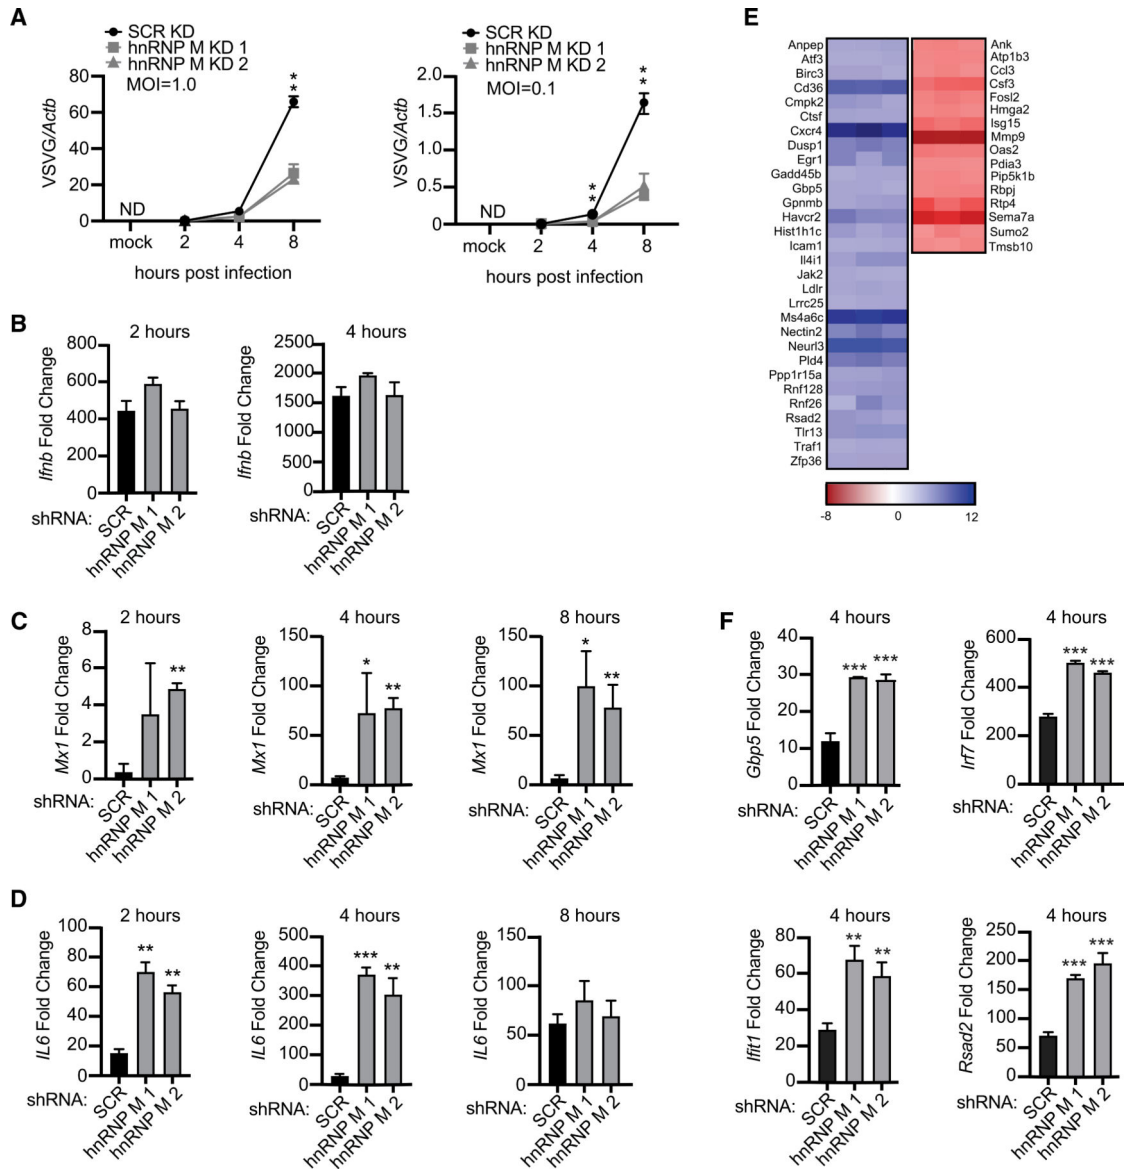 A
SCR KD
hnRNP M KD 1
hnRNP M KD 2
MOI=1.0
VSVG/Actb
80
60
40
20
0
**
ND
mock 2 4 8
hours post infection
SCR KD
hnRNP M KD 1
hnRNP M KD 2
MOI=0.1
VSVG/Actb
2.0
1.5
1.0
0.5
0
**
**
ND
mock 2 4 8
hours post infection
B
2 hours
Ifnb Fold Change
800
600
400
200
0
shRNA:
SCR
hnRNP M 1
hnRNP M 2
4 hours
Ifnb Fold Change
2500
2000
1500
1000
500
0
SCR
hnRNP M 1
hnRNP M 2
C
2 hours
Mx1 Fold Change
8
6
4
2
0
**
shRNA:
SCR
hnRNP M 1
hnRNP M 2
4 hours
Mx1 Fold Change
150
100
50
0
* **
shRNA:
SCR
hnRNP M 1
hnRNP M 2
8 hours
Mx1 Fold Change
150
100
50
0
* **
shRNA:
SCR
hnRNP M 1
hnRNP M 2
D
2 hours
IL6 Fold Change
100
80
60
40
20
0
** **
shRNA:
SCR
hnRNP M 1
hnRNP M 2
4 hours
IL6 Fold Change
500
400
300
200
100
0
*** **
shRNA:
SCR
hnRNP M 1
hnRNP M 2
8 hours
IL6 Fold Change
150
100
50
0
shRNA:
SCR
hnRNP M 1
hnRNP M 2
E
Anpep
Atf3
Birc3
Cd36
Cmpk2
Ctsf
Cxcr4
Dusp1
Egr1
Gadd45b
Gbp5
Gpnmb
Havcr2
Hist1h1c
Icam1
Il4i1
Jak2
Ldlr
Lrrc25
Ms4a6c
Nectin2
Neurl3
Pld4
Ppp1r15a
Rnf128
Rnf26
Rsad2
Tlr13
Traf1
Zfp36
Ank
Atp1b3
Ccl3
Csf3
Fosl2
Hmga2
Isg15
Mmp9
Oas2
Pdia3
Pip5k1b
Rbpj
Rtp4
Sema7a
Sumo2
Tmsb10
-8 0 12
F
4 hours
Gbp5 Fold Change
40
30
20
10
0
*** ***
shRNA:
SCR
hnRNP M 1
hnRNP M 2
4 hours
Irf7 Fold Change
600
400
200
0
*** ***
shRNA:
SCR
hnRNP M 1
hnRNP M 2
4 hours
Ifit1 Fold Change
80
60
40
20
0
** **
shRNA:
SCR
hnRNP M 1
hnRNP M 2
4 hours
Rsad2 Fold Change
250
200
150
100
50
0
*** ***
shRNA:
SCR
hnRNP M 1
hnRNP M 2